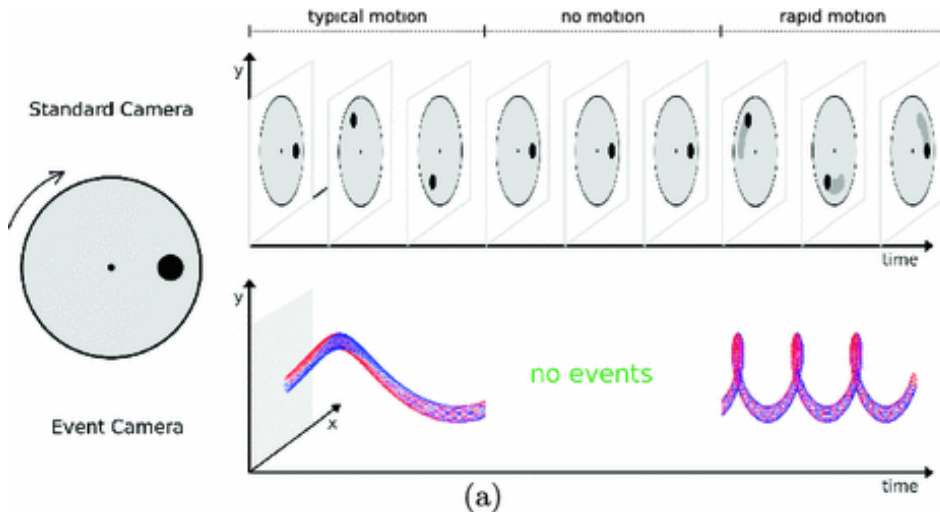 typical motion
no motion
rapid motion
y
Standard Camera
time
y
no events
Event Camera
x
time
(a)